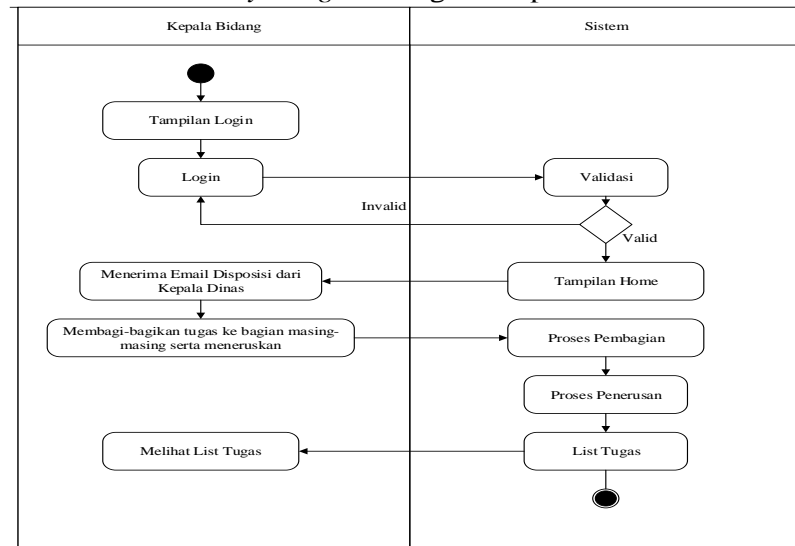 Kepala Bidang
Sistem
Tampilan Login
Login
Validasi
Invalid
Valid
Menerima Email Disposisi dari
Kepala Dinas
Tampilan Home
Membagi-bagikan tugas ke bagian masing-
masing serta meneruskan
Proses Pembagian
Proses Penerusan
Melihat List Tugas
List Tugas